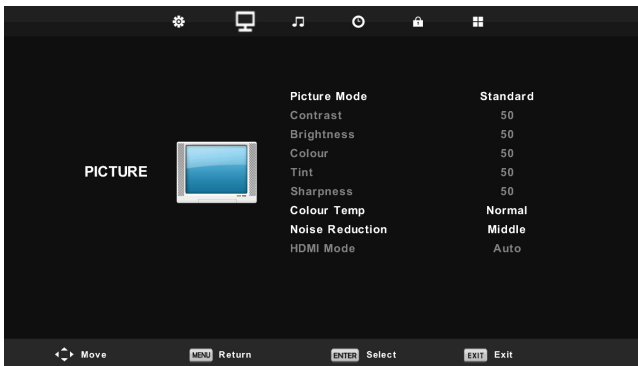 Picture Mode Standard
Contrast 50
Brightness 50
Colour 50
PICTURE
Tint 50
Sharpness 50
Colour Temp Normal
Noise Reduction Middle
HDMI Mode Auto
Move MENU Return ENTER Select EXIT Exit